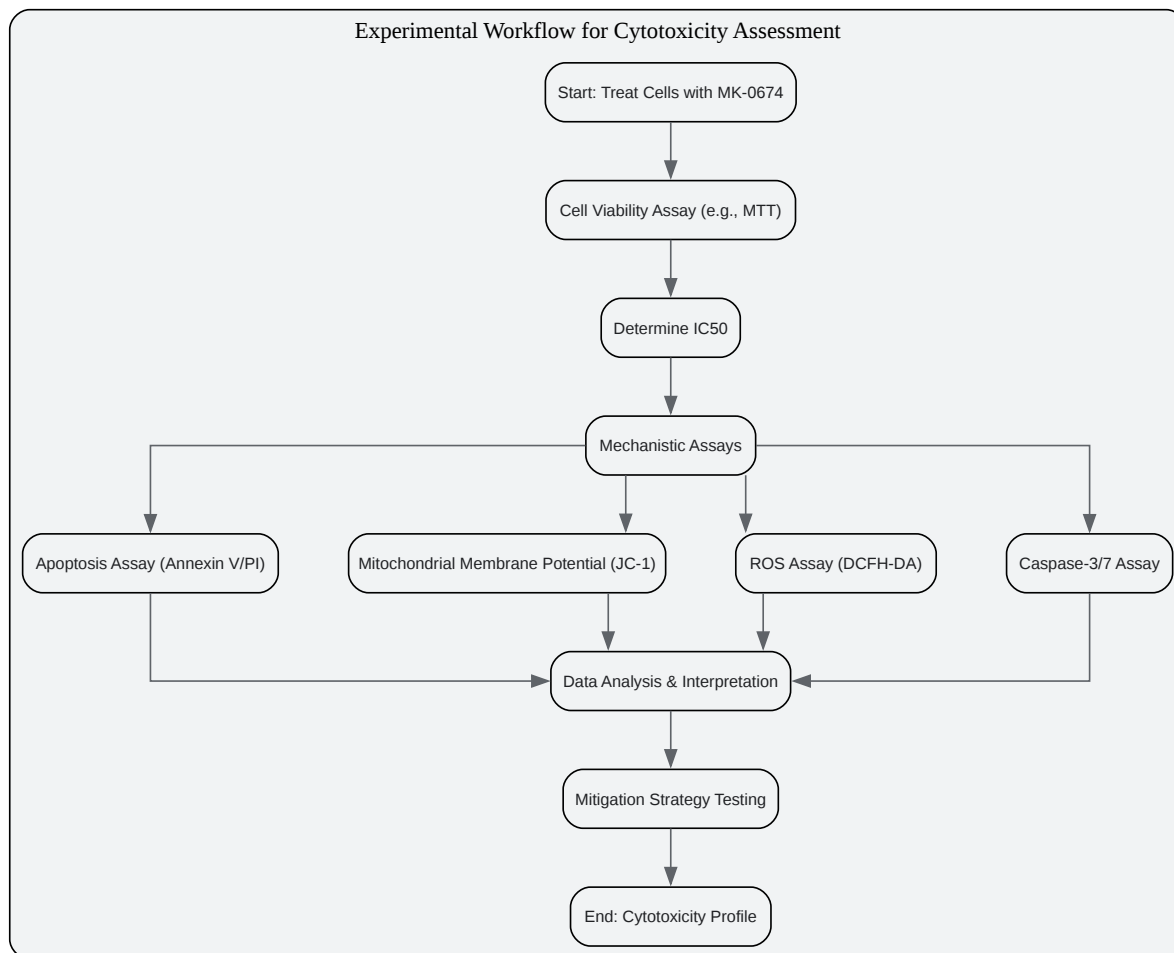 Experimental Workflow for Cytotoxicity Assessment
Start: Treat Cells with MK-0674
Cell Viability Assay (e.g., MTT)
Determine IC50
Mechanistic Assays
Apoptosis Assay (Annexin V/PI)
Mitochondrial Membrane Potential (JC-1)
ROS Assay (DCFH-DA)
Caspase-3/7 Assay
Data Analysis & Interpretation
Mitigation Strategy Testing
End: Cytotoxicity Profile